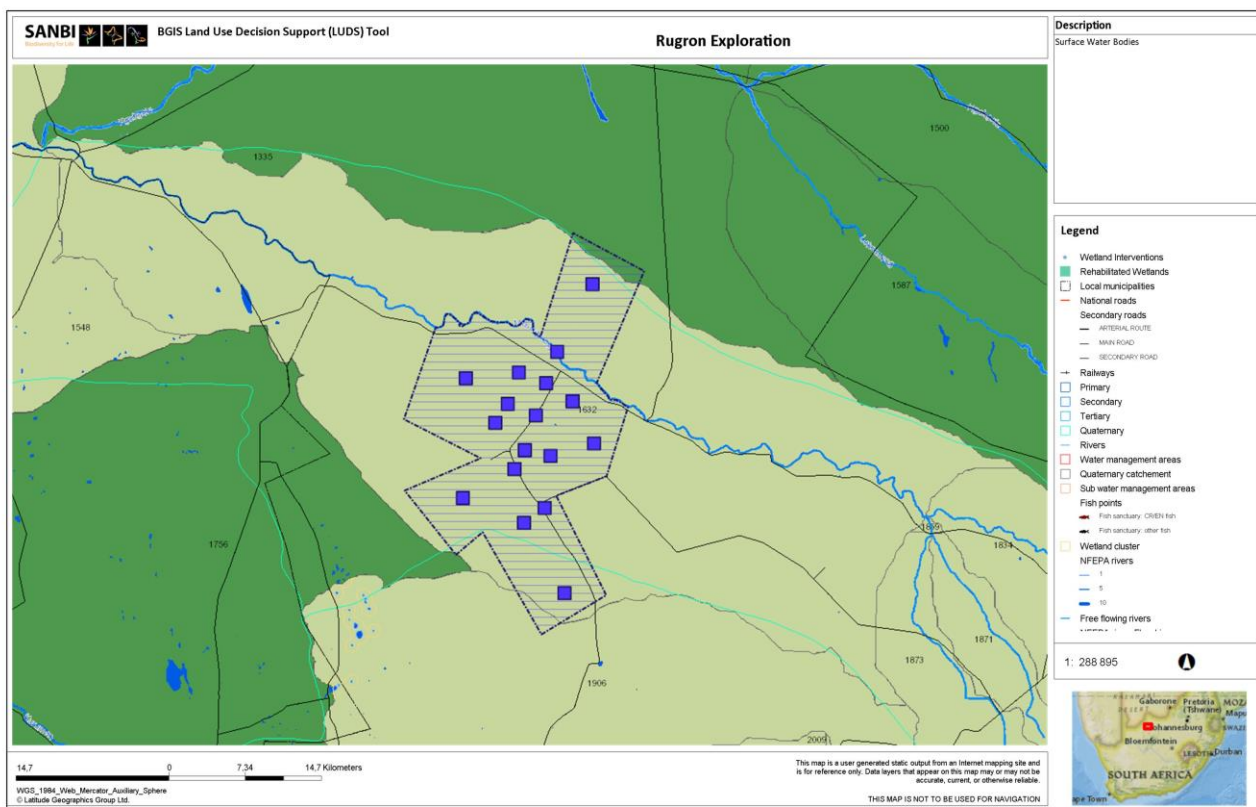 SANBI
Biodiversity for Life
BGIS Land Use Decision Support (LUDS) Tool
Rugron Exploration
Description
Surface Water Bodies
1500
1335
1587
1548
1632
1756
1859
1834
1871
1873
1906
2009
Legend
Wetland Interventions
Rehabilitated Wetlands
Local municipalities
National roads
Secondary roads
ARTERIAL ROUTE
MAIN ROAD
SECONDARY ROAD
Railways
Primary
Secondary
Tertiary
Quaternary
Rivers
Water management areas
Quaternary catchement
Sub water management areas
Fish points
Fish sanctuary: CR/EN fish
Fish sanctuary: other fish
Wetland cluster
NFEPA rivers
1
5
10
Free flowing rivers
1: 288 895
Gaborone
Pretoria
(Tshwane)
Johannesburg
Bloemfontein
LESOTHO
Durban
SOUTH AFRICA
14,7
0
7,34
14,7 Kilometers
WGS_1984_Web_Mercator_Auxiliary_Sphere
© Latitude Geographics Group Ltd.
This map is a user generated static output from an Internet mapping site and
is for reference only. Data layers that appear on this map may or may not be
accurate, current, or otherwise reliable.
THIS MAP IS NOT TO BE USED FOR NAVIGATION